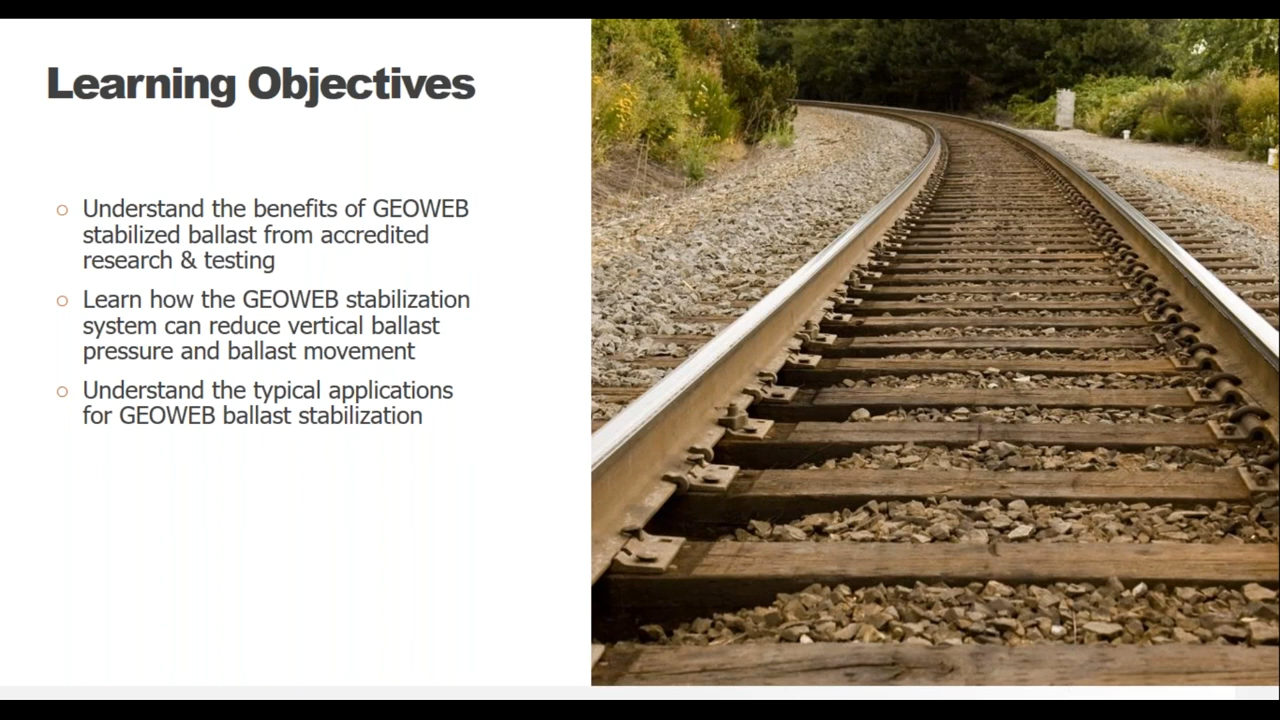 Learning Objectives
Understand the benefits of GEOWEB
stabilized ballast from accredited
research & testing
Learn how the GEOWEB stabilization
system can reduce vertical ballast
pressure and ballast movement
Understand the typical applications
for GEOWEB ballast stabilization